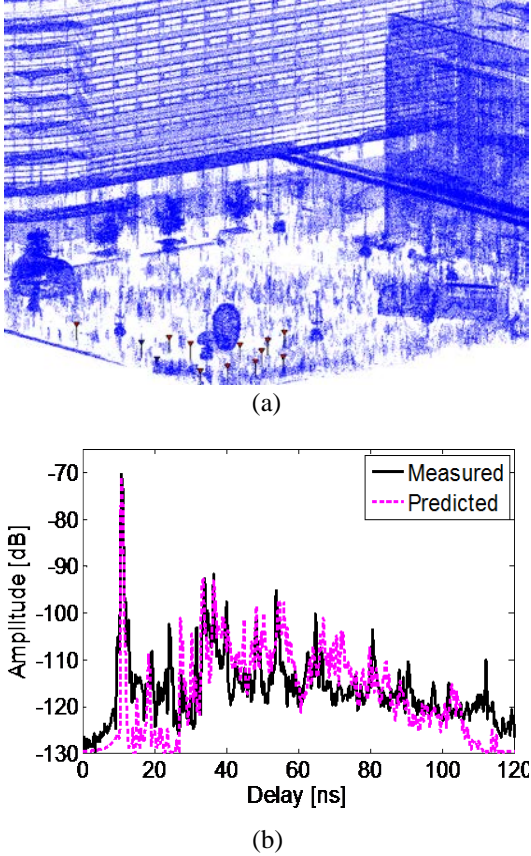 (a)
-70
-80
-90
-100
-110
-120
-130
Amplitude [dB]
Measured
Predicted
0 20 40 60 80 100 120
Delay [ns]
(b)